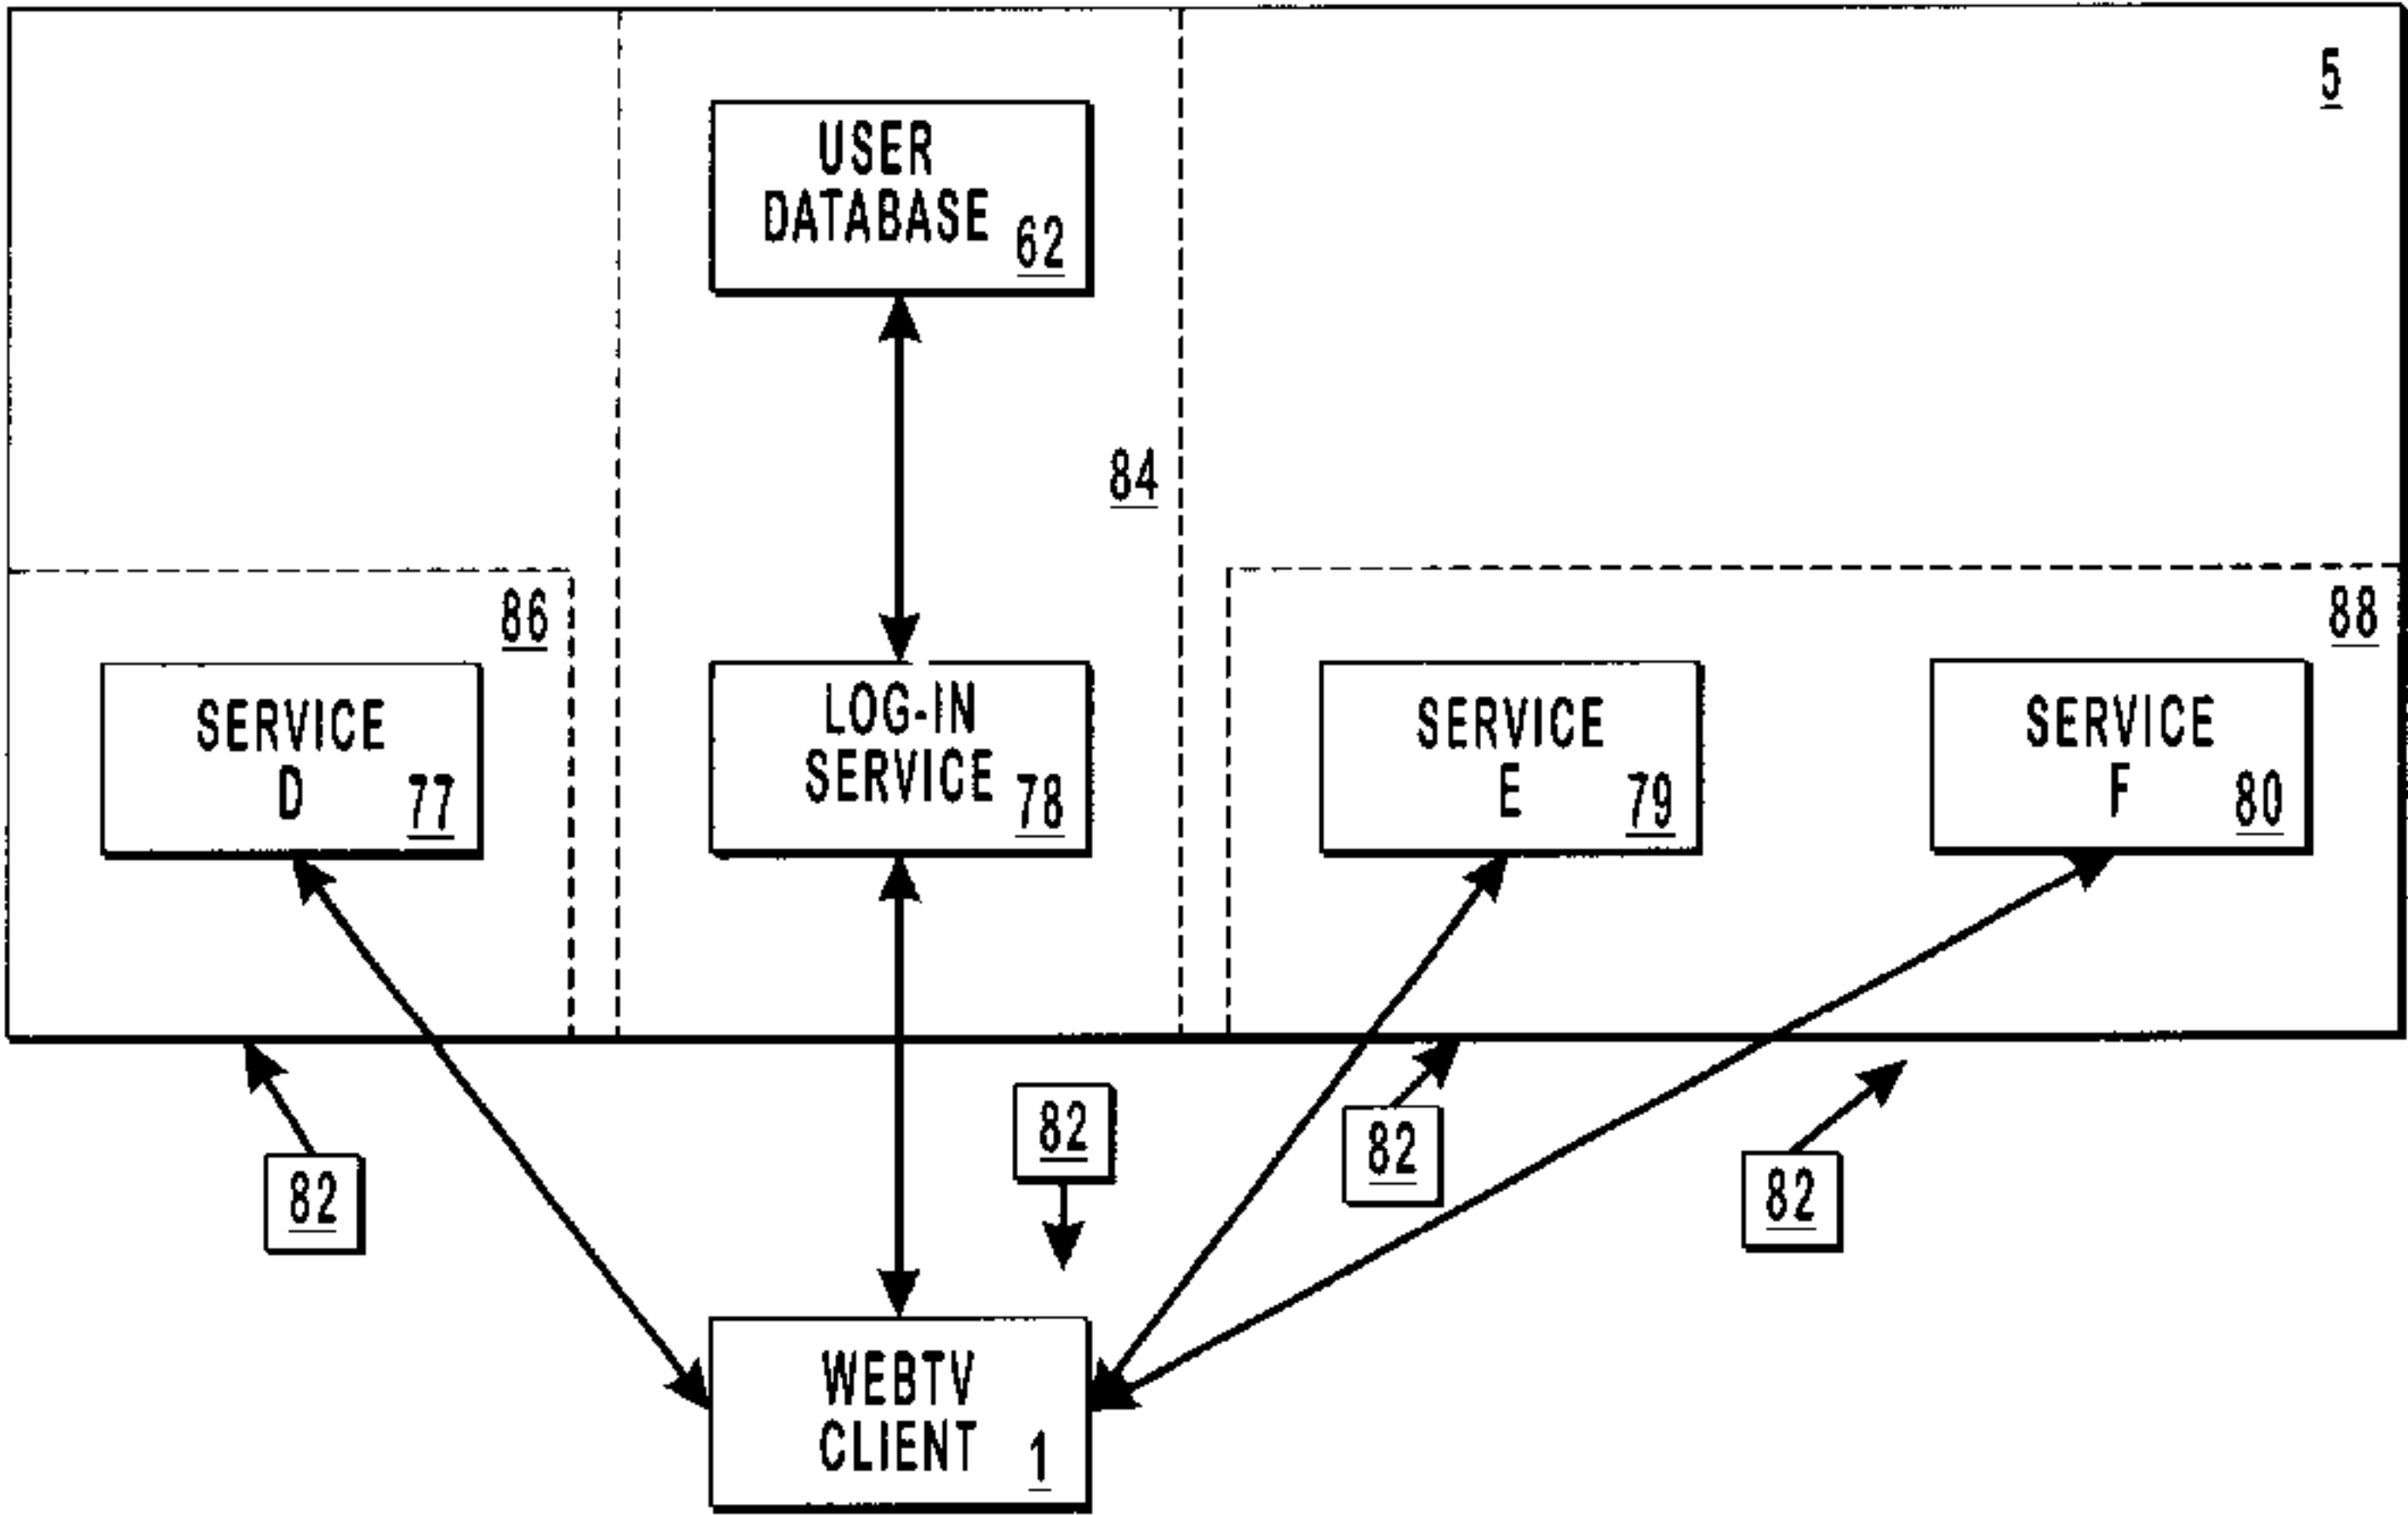 5
USER
DATABASE
62
84
86
88
SERVICE
D
77
LOG-IN
SERVICE
78
SERVICE
E
79
SERVICE
F
80
82
82
82
82
WEBTV
CLIENT
1